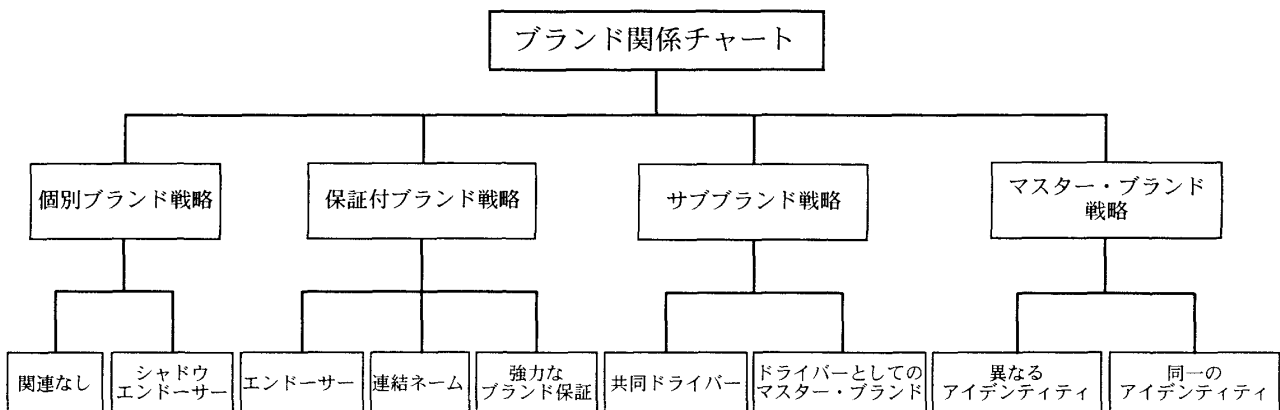 ブランド関係チャート
個別ブランド戦略
保証付ブランド戦略
サブブランド戦略
マスター・ブランド
戦略
関連なし
シャドウ
エンドーサー
エンドーサー
連結ネーム
強力な
ブランド保証
共同ドライバー
ドライバーとしての
マスター・ブランド
異なる
アイデンティティ
同一の
アイデンティティ